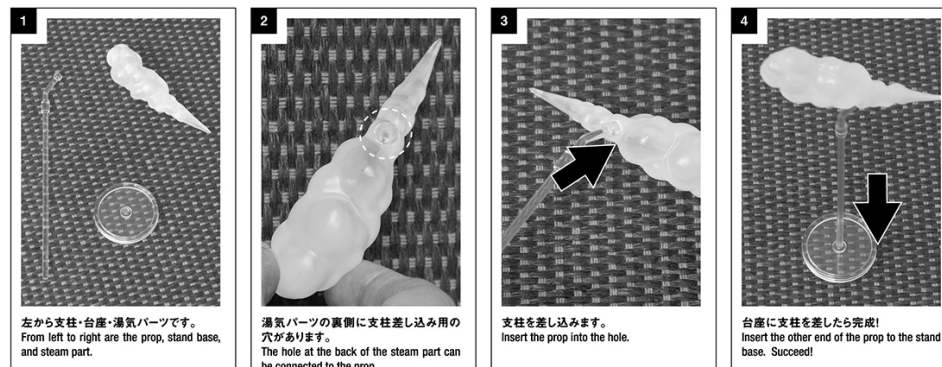 1
左から支柱・台座・湯気パーツです。
From left to right are the prop, stand base,
and steam part.
2
湯気パーツの裏側に支柱差し込み用の
穴があります。
The hole at the back of the steam part can
be connected to the prop.
3
支柱を差し込みます。
Insert the prop into the hole.
4
台座に支柱を差したら完成!
Insert the other end of the prop to the stand
base. Succeed!